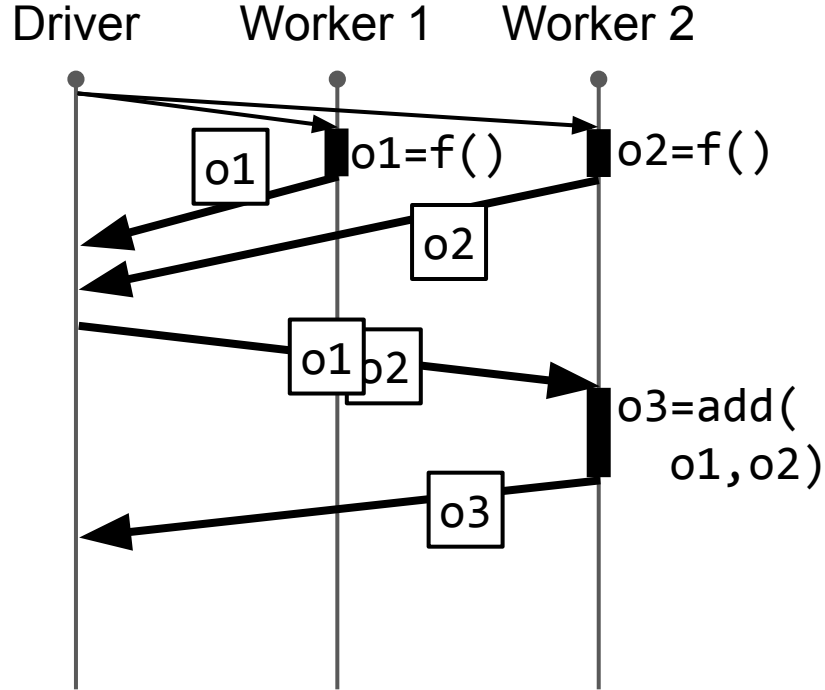 Driver
Worker 1
Worker 2
o1
o1=f()
o2=f()
o2
o1
o2
o3=add(
o1,o2)
o3